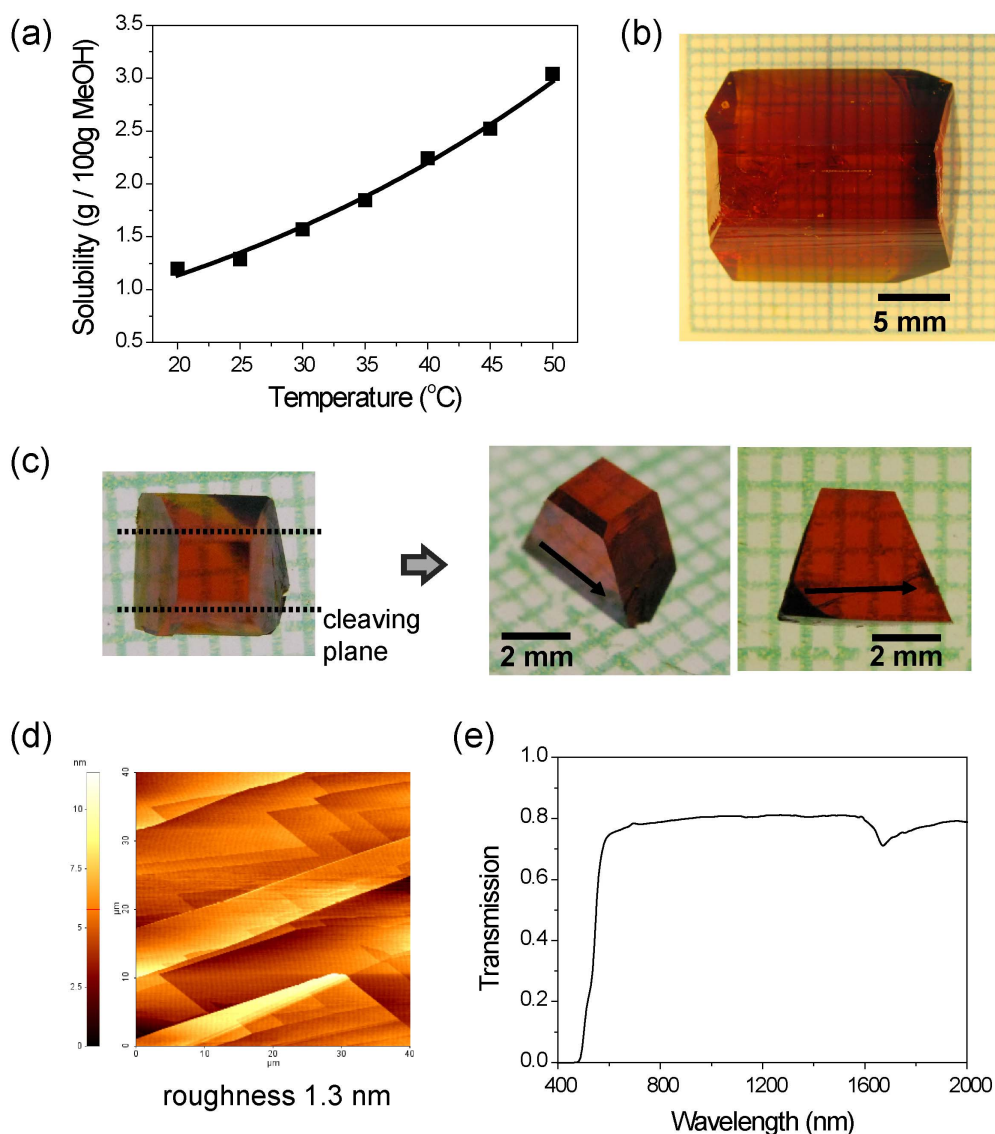 (a)
3.5
3.0
2.5
2.0
1.5
1.0
0.5
Solubility (g / 100g MeOH)
20 25 30 35 40 45 50
Temperature (°C)
(b)
5 mm
(c)
cleaving
plane
2 mm
2 mm
(d)
nm
10
7.5
5
2.5
0
40
30
20
10
0
μm
0 10 20 30 40
μm
roughness 1.3 nm
(e)
1.0
0.8
0.6
0.4
0.2
0.0
Transmission
400 800 1200 1600 2000
Wavelength (nm)